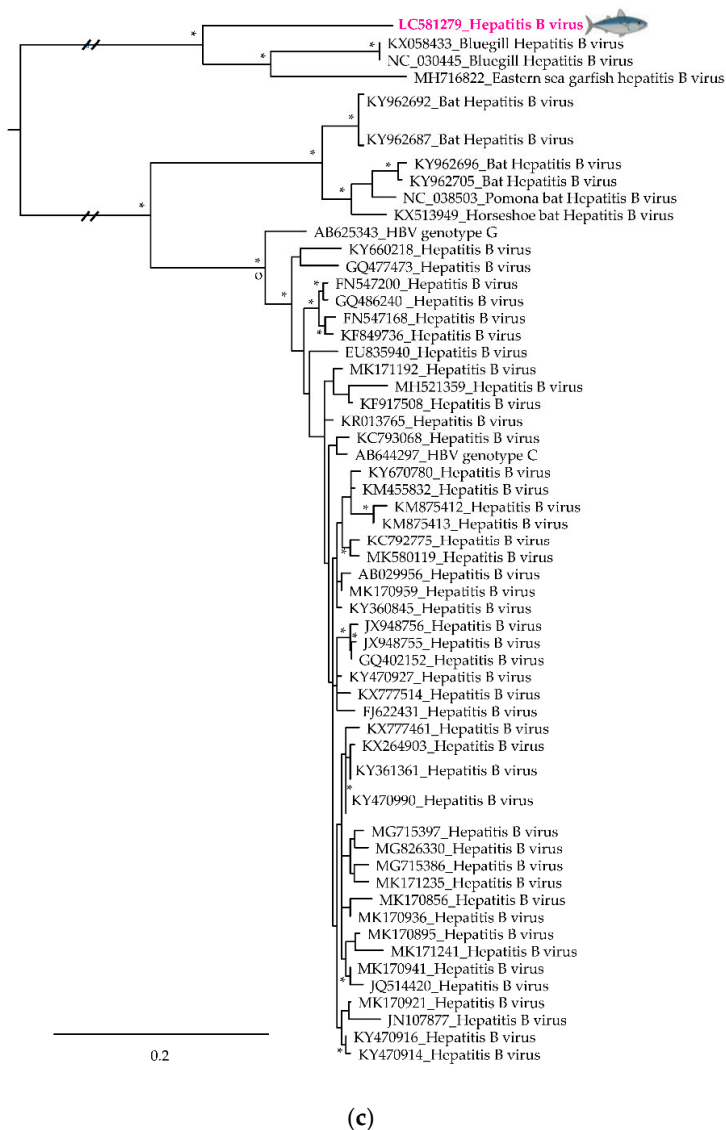 LC581279_Hepatitis B virus
KX058433_Bluegill Hepatitis B virus
NC_030445_Bluegill Hepatitis B virus
MH716822_Eastern sea garfish hepatitis B virus
KY962692_Bat Hepatitis B virus
KY962687_Bat Hepatitis B virus
KY962696_Bat Hepatitis B virus
KY962705_Bat Hepatitis B virus
NC_038503_Pomona bat Hepatitis B virus
KX513949_Horseshoe bat Hepatitis B virus
AB625343_HBV genotype G
KY660218_Hepatitis B virus
GQ477473_Hepatitis B virus
FN547200_Hepatitis B virus
GQ486240_Hepatitis B virus
FN547168_Hepatitis B virus
KF849736_Hepatitis B virus
EU835940_Hepatitis B virus
MK171192_Hepatitis B virus
MH521359_Hepatitis B virus
KF917508_Hepatitis B virus
KR013765_Hepatitis B virus
KC793068_Hepatitis B virus
AB644297_HBV genotype C
KY670780_Hepatitis B virus
KM455832_Hepatitis B virus
KM875412_Hepatitis B virus
KM875413_Hepatitis B virus
KC792775_Hepatitis B virus
MK580119_Hepatitis B virus
AB029956_Hepatitis B virus
MK170959_Hepatitis B virus
KY360845_Hepatitis B virus
JX948756_Hepatitis B virus
JX948755_Hepatitis B virus
GQ402152_Hepatitis B virus
KY470927_Hepatitis B virus
KX777514_Hepatitis B virus
FJ622431_Hepatitis B virus
KX777461_Hepatitis B virus
KX264903_Hepatitis B virus
KY361361_Hepatitis B virus
KY470990_Hepatitis B virus
MG715397_Hepatitis B virus
MG826330_Hepatitis B virus
MG715386_Hepatitis B virus
MK171235_Hepatitis B virus
MK170856_Hepatitis B virus
MK170936_Hepatitis B virus
MK170895_Hepatitis B virus
MK171241_Hepatitis B virus
MK170941_Hepatitis B virus
JQ514420_Hepatitis B virus
MK170921_Hepatitis B virus
JN107877_Hepatitis B virus
KY470916_Hepatitis B virus
KY470914_Hepatitis B virus
0.2
(c)